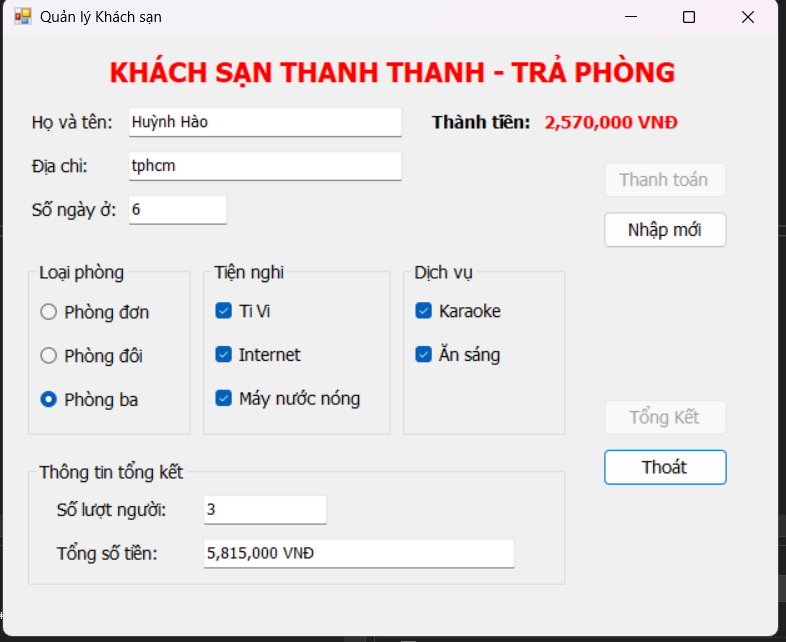 Quản lý Khách sạn
KHÁCH SẠN THANH THANH - TRẢ PHÒNG
Họ và tên: Huỳnh Hào
Thành tiền: 2,570,000 VNĐ
Địa chỉ: tphcm
Thanh toán
Số ngày ở: 6
Nhập mới
Loại phòng
Phòng đơn
Phòng đôi
Phòng ba
Tiện nghi
Ti Vi
Internet
Máy nước nóng
Dịch vụ
Karaoke
Ăn sáng
Tổng Kết
Thoát
Thông tin tổng kết
Số lượt người: 3
Tổng số tiền: 5,815,000 VNĐ